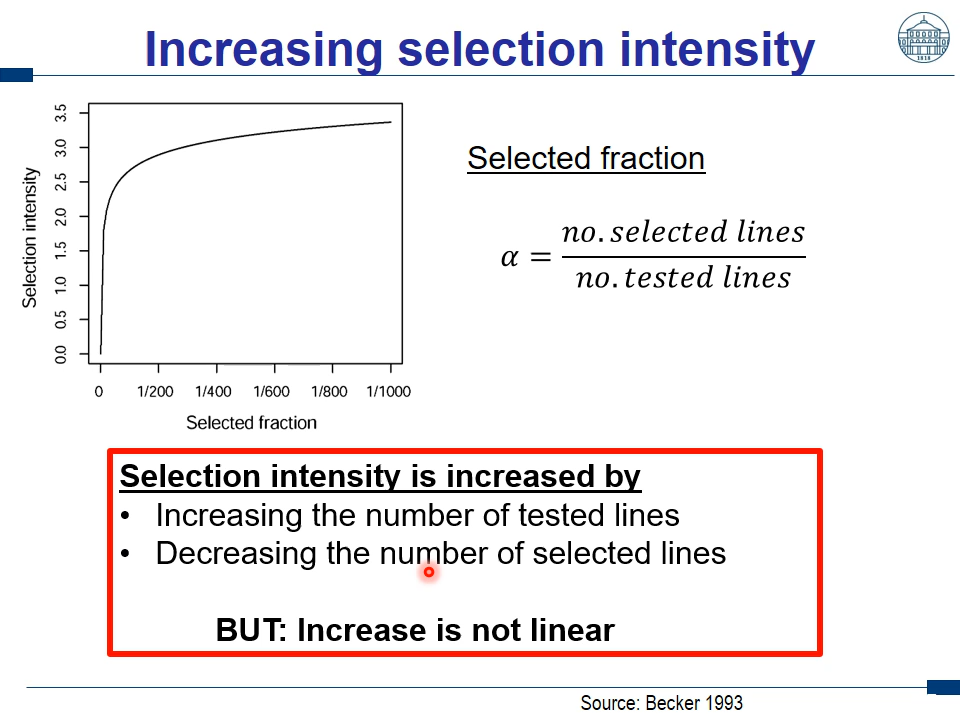 Increasing selection intensity
1818
Selection intensity
3.5
3.0
2.5
2.0
1.5
1.0
0.5
0.0
0 1/200 1/400 1/600 1/800 1/1000
Selected fraction
Selected fraction
α = no. selected lines / no. tested lines
Selection intensity is increased by
• Increasing the number of tested lines
• Decreasing the number of selected lines
BUT: Increase is not linear
Source: Becker 1993